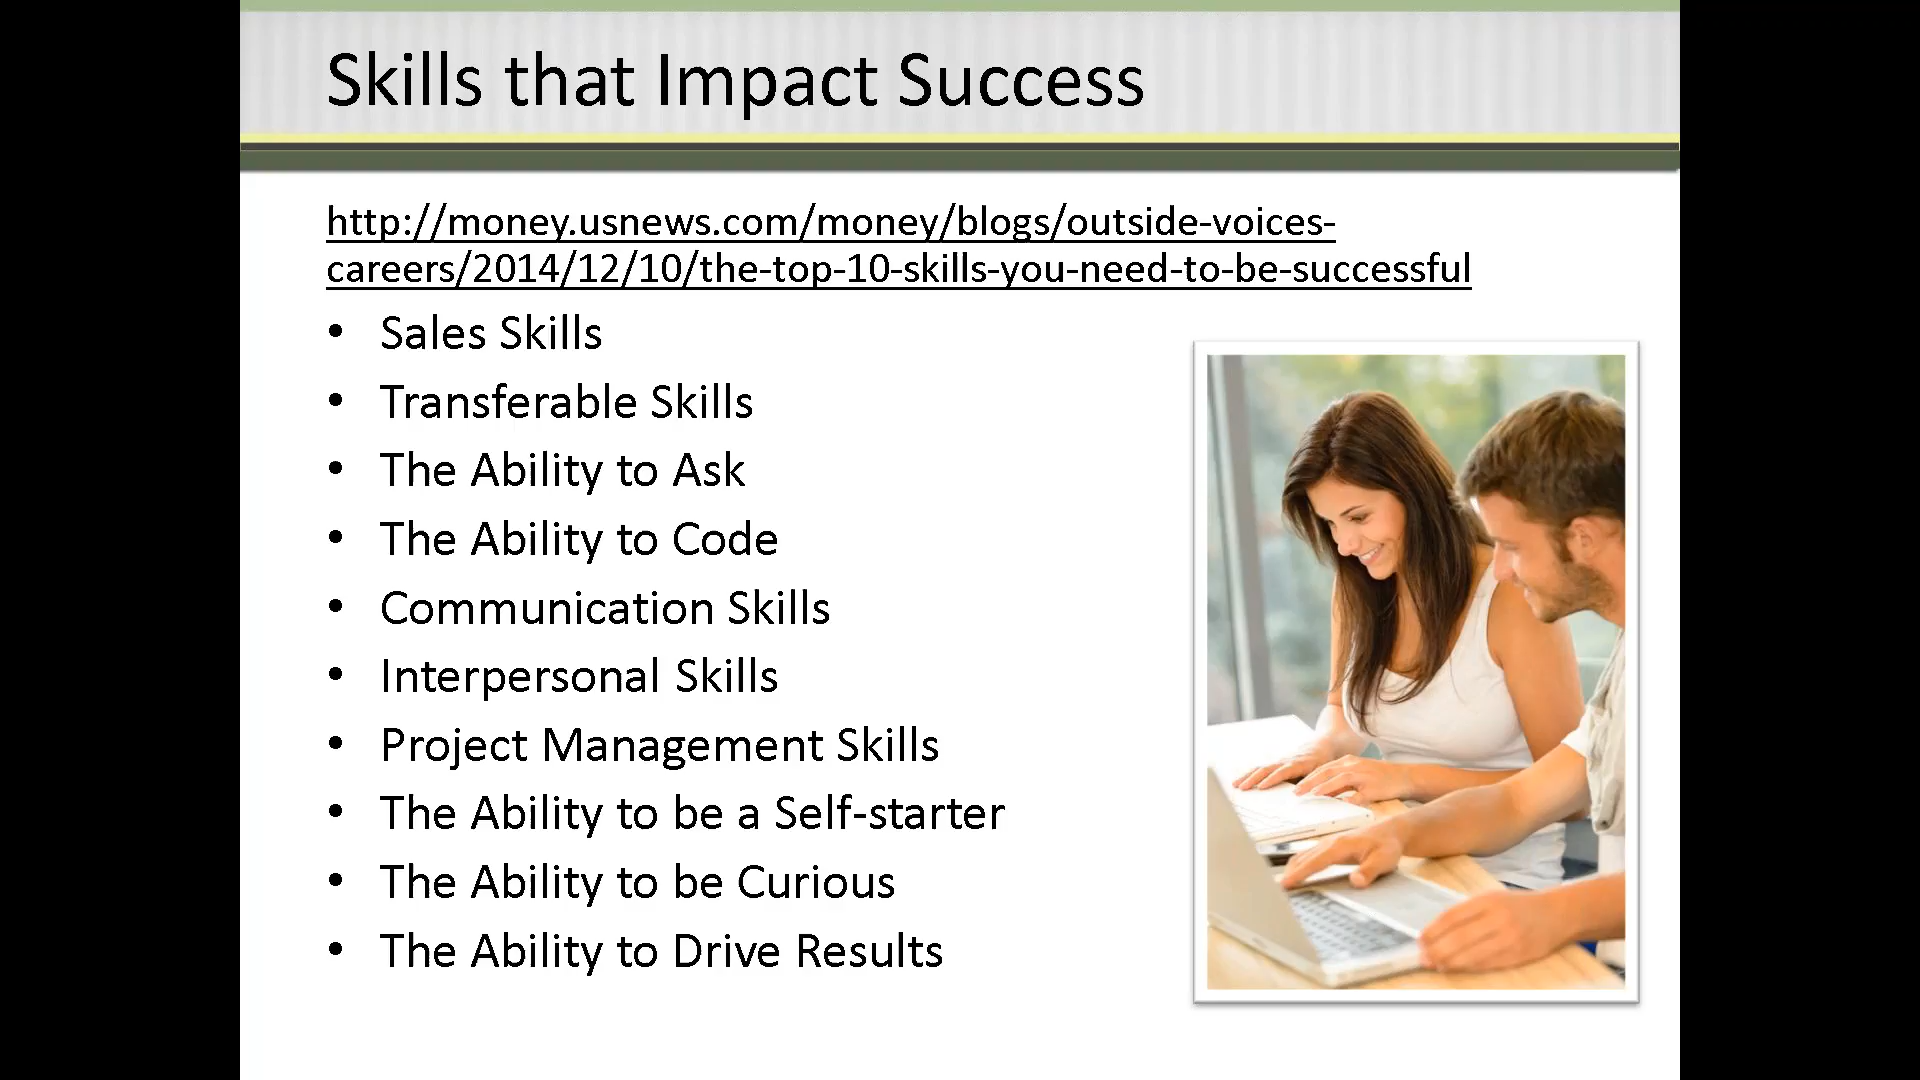 Skills that Impact Success
http://money.usnews.com/money/blogs/outside-voices-
careers/2014/12/10/the-top-10-skills-you-need-to-be-successful
• Sales Skills
• Transferable Skills
• The Ability to Ask
• The Ability to Code
• Communication Skills
• Interpersonal Skills
• Project Management Skills
• The Ability to be a Self-starter
• The Ability to be Curious
• The Ability to Drive Results